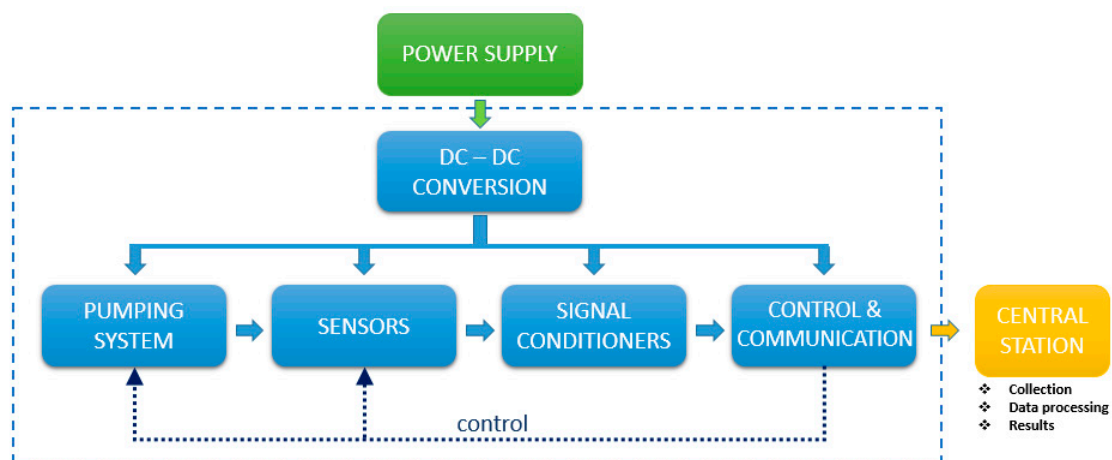 POWER SUPPLY
DC – DC
CONVERSION
PUMPING
SYSTEM
SENSORS
SIGNAL
CONDITIONERS
CONTROL &
COMMUNICATION
CENTRAL
STATION
❖ Collection
❖ Data processing
❖ Results
control